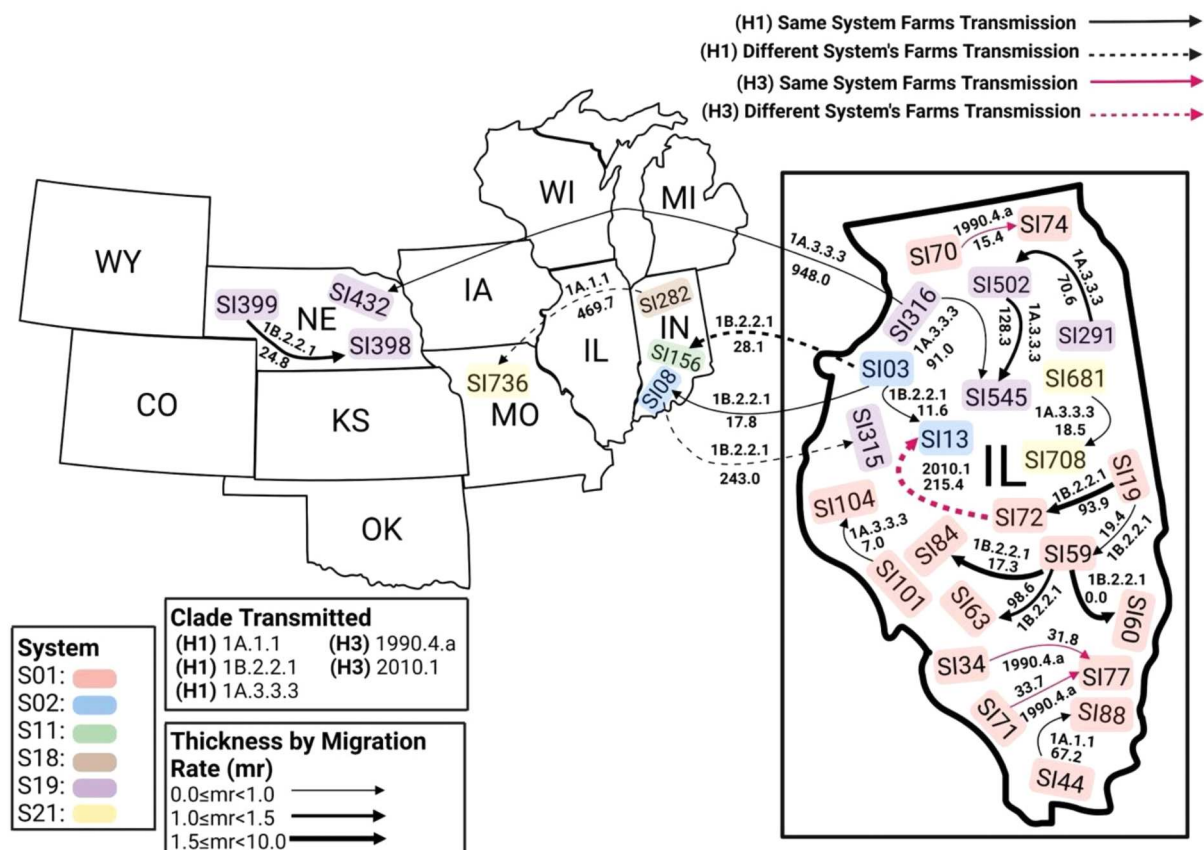 (H1) Same System Farms Transmission
(H1) Different System's Farms Transmission
(H3) Same System Farms Transmission
(H3) Different System's Farms Transmission
WY
CO
NE
KS
OK
IA
MO
WI
MI
IL
IN
SI399
1B.2.2.1
24.8
SI398
SI432
1A.1.1
469.7
SI282
SI736
SI156
SI08
1A.3.3.3
948.0
1B.2.2.1
28.1
1B.2.2.1
17.8
1B.2.2.1
243.0
SI70
1990.4.a
15.4
SI74
SI502
1A.3.3.3
70.6
SI291
SI316
1A.3.3.3
91.0
1A.3.3.3
128.3
SI545
SI03
1B.2.2.1
11.6
SI13
SI681
1A.3.3.3
18.5
SI708
SI315
IL
2010.1
215.4
SI72
1B.2.2.1
93.9
SI19
19.4
1B.2.2.1
SI104
1A.3.3.3
7.0
SI101
SI84
1B.2.2.1
17.3
SI59
SI63
98.6
1B.2.2.1
1B.2.2.1
0.0
SI60
SI34
31.8
1990.4.a
SI77
SI71
33.7
1990.4.a
SI88
1A.1.1
67.2
SI44
System
S01:
S02:
S11:
S18:
S19:
S21:
Clade Transmitted
(H1) 1A.1.1 (H3) 1990.4.a
(H1) 1B.2.2.1 (H3) 2010.1
(H1) 1A.3.3.3
Thickness by Migration
Rate (mr)
0.0≤mr<1.0
1.0≤mr<1.5
1.5≤mr<10.0